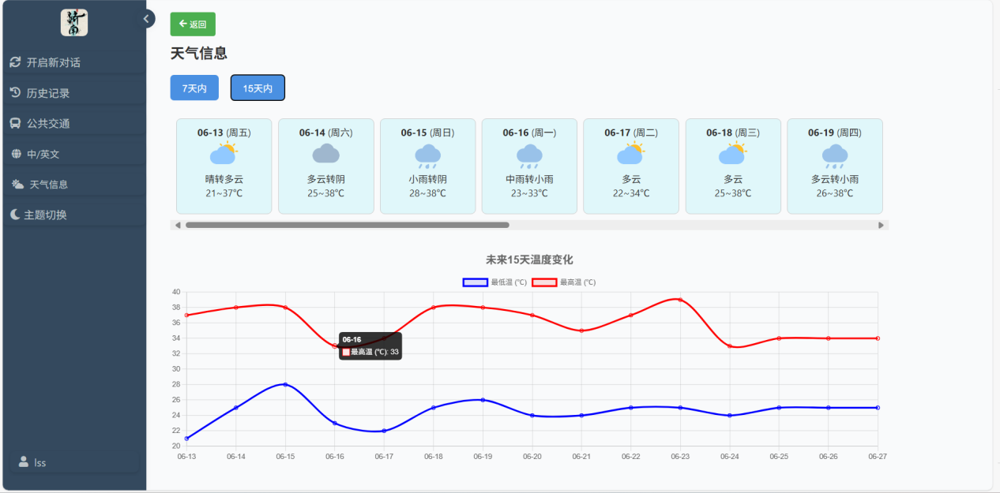 济南
开启新对话
历史记录
公共交通
中/英文
天气信息
主题切换
lss
返回
天气信息
7天内
15天内
06-13 (周五)
晴转多云
21~37℃
06-14 (周六)
多云转阴
25~38℃
06-15 (周日)
小雨转阴
28~38℃
06-16 (周一)
中雨转小雨
23~33℃
06-17 (周二)
多云
22~34℃
06-18 (周三)
多云
25~38℃
06-19 (周四)
多云转小雨
26~38℃
未来15天温度变化
最低温 (℃) 最高温 (℃)
40
38
36
34
32
30
28
26
24
22
20
06-16
最高温 (℃): 33
06-13 06-14 06-15 06-16 06-17 06-18 06-19 06-20 06-21 06-22 06-23 06-24 06-25 06-26 06-27